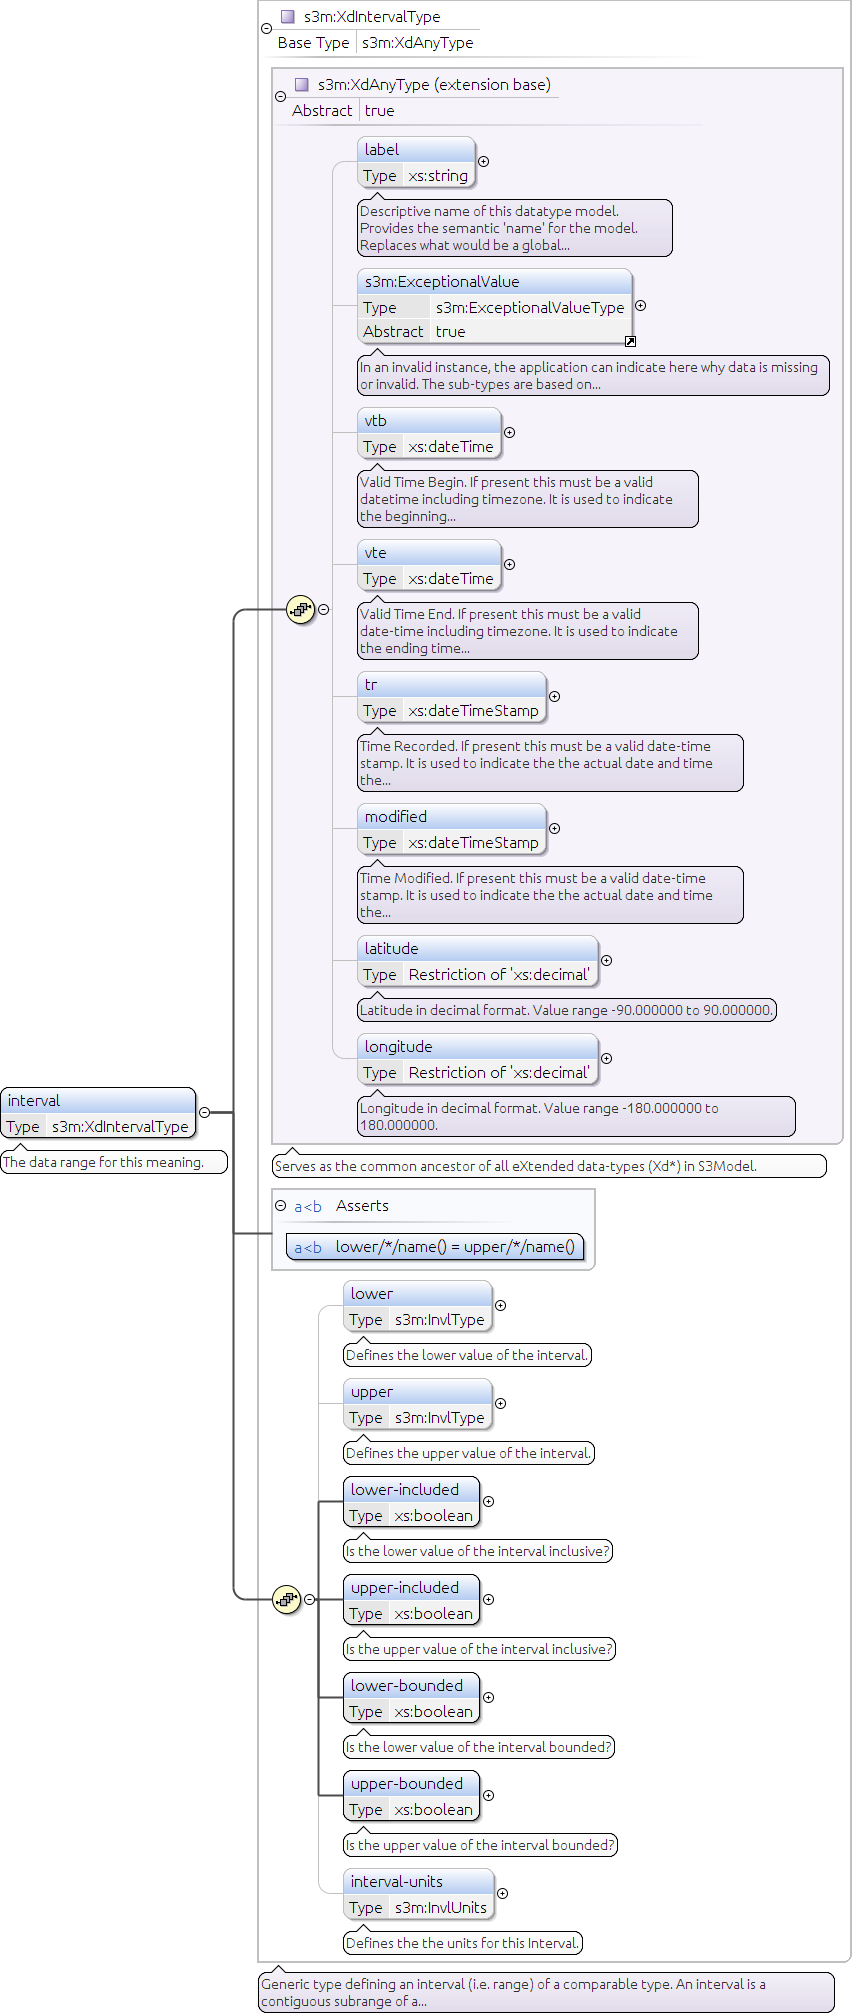 s3m:XdIntervalType
Base Type s3m:XdAnyType
s3m:XdAnyType (extension base)
Abstract true
label
Type xs:string
Descriptive name of this datatype model.
Provides the semantic 'name' for the model.
Replaces what would be a global...
s3m:ExceptionalValue
Type s3m:ExceptionalValueType
Abstract true
In an invalid instance, the application can indicate here why data is missing
or invalid. The sub-types are based on...
vtb
Type xs:dateTime
Valid Time Begin. If present this must be a valid
datetime including timezone. It is used to indicate
the beginning...
vte
Type xs:dateTime
Valid Time End. If present this must be a valid
date-time including timezone. It is used to indicate
the ending time...
tr
Type xs:dateTimeStamp
Time Recorded. If present this must be a valid date-time
stamp. It is used to indicate the the actual date and time
the...
modified
Type xs:dateTimeStamp
Time Modified. If present this must be a valid date-time
stamp. It is used to indicate the the actual date and time
the...
latitude
Type Restriction of 'xs:decimal'
Latitude in decimal format. Value range -90.000000 to 90.000000.
longitude
Type Restriction of 'xs:decimal'
Longitude in decimal format. Value range -180.000000 to
180.000000.
interval
Type s3m:XdIntervalType
The data range for this meaning.
Serves as the common ancestor of all eXtended data-types (Xd*) in S3Model.
a<b Asserts
a<b lower/*/name() = upper/*/name()
lower
Type s3m:InvlType
Defines the lower value of the interval.
upper
Type s3m:InvlType
Defines the upper value of the interval.
lower-included
Type xs:boolean
Is the lower value of the interval inclusive?
upper-included
Type xs:boolean
Is the upper value of the interval inclusive?
lower-bounded
Type xs:boolean
Is the lower value of the interval bounded?
upper-bounded
Type xs:boolean
Is the upper value of the interval bounded?
interval-units
Type s3m:InvlUnits
Defines the the units for this Interval.
Generic type defining an interval (i.e. range) of a comparable type. An interval is a
contiguous subrange of a...